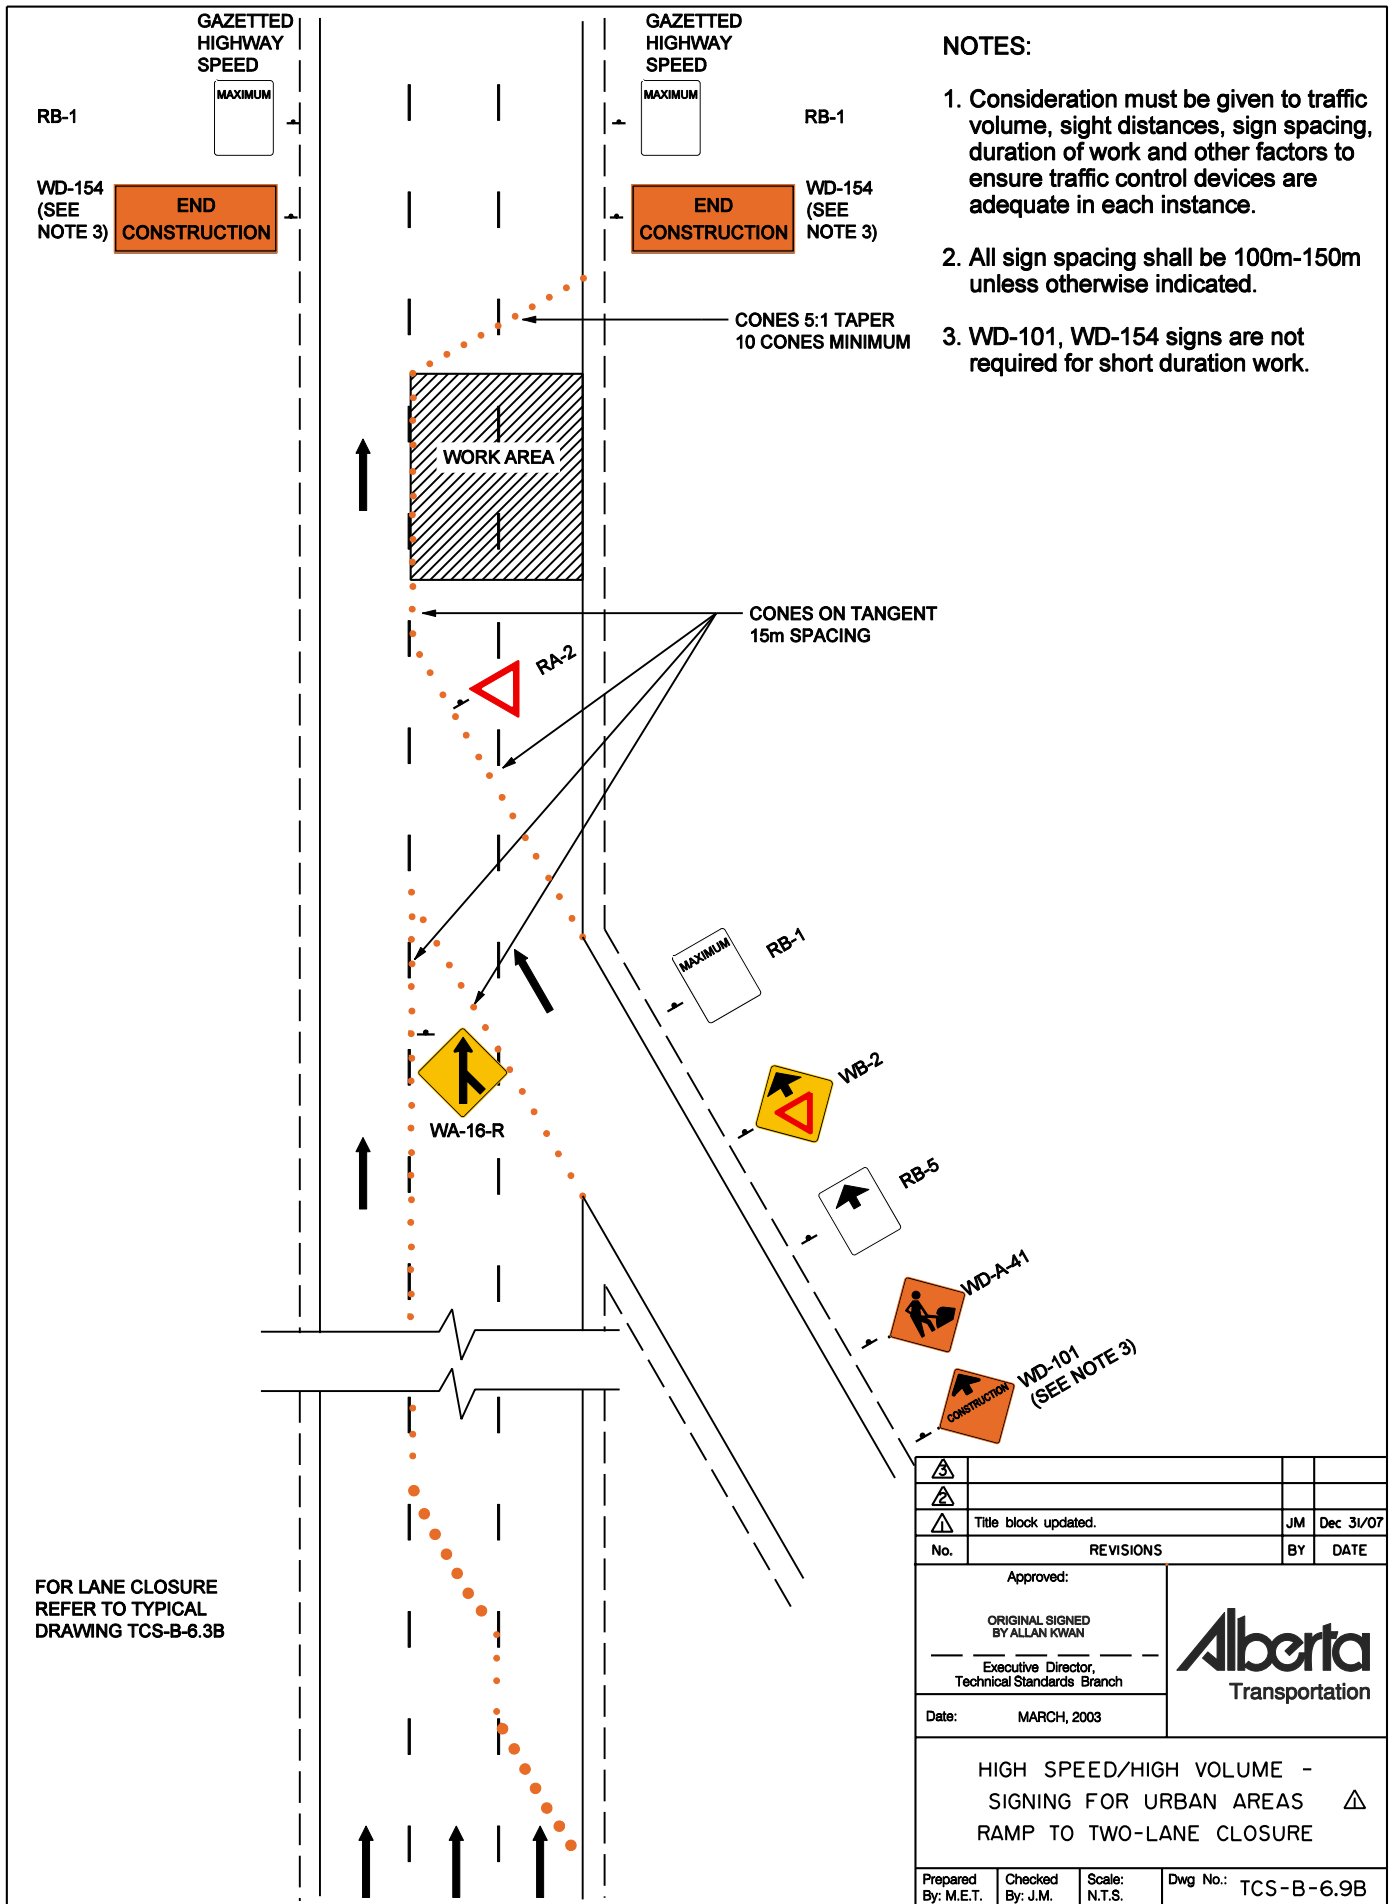 GAZETTED
HIGHWAY
SPEED
MAXIMUM
RB-1
WD-154
(SEE
NOTE 3)
END
CONSTRUCTION
GAZETTED
HIGHWAY
SPEED
MAXIMUM
RB-1
END
CONSTRUCTION
WD-154
(SEE
NOTE 3)
NOTES:
1. Consideration must be given to traffic
volume, sight distances, sign spacing,
duration of work and other factors to
ensure traffic control devices are
adequate in each instance.
2. All sign spacing shall be 100m-150m
unless otherwise indicated.
3. WD-101, WD-154 signs are not
required for short duration work.
CONES 5:1 TAPER
10 CONES MINIMUM
WORK AREA
CONES ON TANGENT
15m SPACING
RA-2
MAXIMUM
RB-1
WB-2
WA-16-R
RB-5
WD-A-41
CONSTRUCTION
WD-101
(SEE NOTE 3)
FOR LANE CLOSURE
REFER TO TYPICAL
DRAWING TCS-B-6.3B
3
2
1 Title block updated. JM Dec 31/07
No. REVISIONS BY DATE
Approved:
ORIGINAL SIGNED
BY ALLAN KWAN
Executive Director,
Technical Standards Branch
Date: MARCH, 2003
Alberta
Transportation
HIGH SPEED/HIGH VOLUME -
SIGNING FOR URBAN AREAS 1
RAMP TO TWO-LANE CLOSURE
Prepared
By: M.E.T.
Checked
By: J.M.
Scale:
N.T.S.
Dwg No.: TCS-B-6.9B